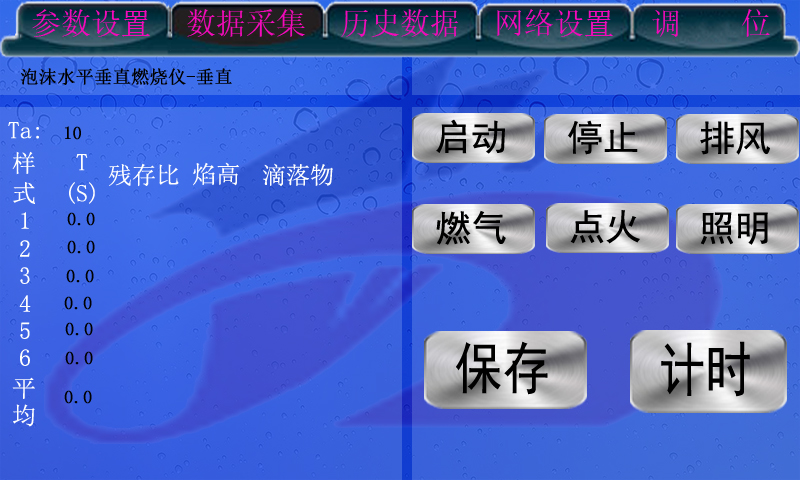 参数设置 数据采集 历史数据 网络设置 调 位
泡沫水平垂直燃烧仪-垂直
Ta: 10
样式 T(S) 残存比 焰高 滴落物
1 0.0
2 0.0
3 0.0
4 0.0
5 0.0
6 0.0
平均 0.0
启动 停止 排风
燃气 点火 照明
保存 计时